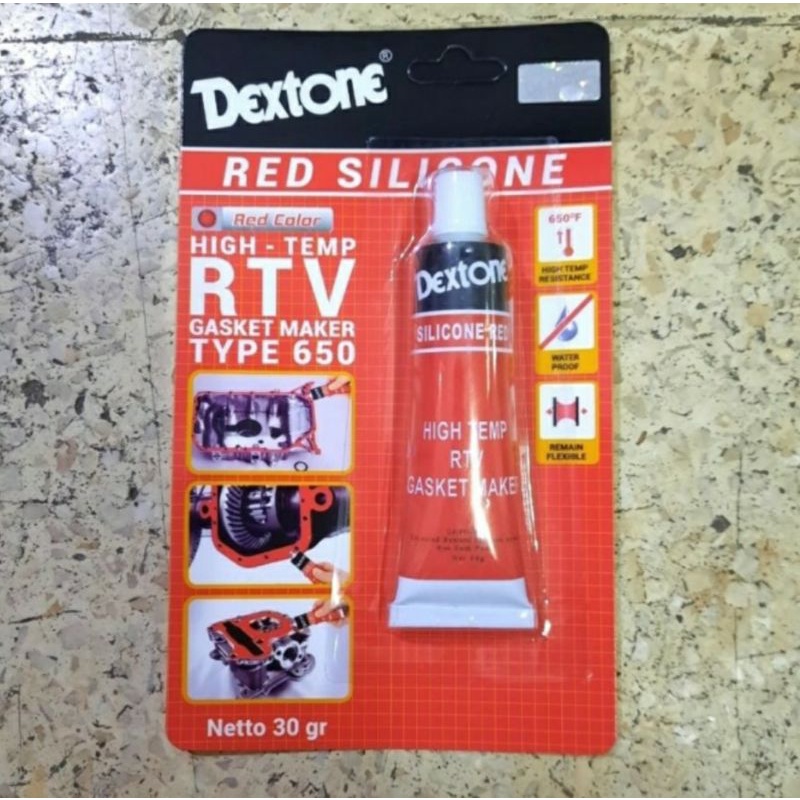 Dextone®
RED SILICONE
Red Color
HIGH - TEMP
RTV
GASKET MAKER
TYPE 650
650°F
HIGH TEMP
RESISTANCE
WATER
PROOF
REMAIN
FLEXIBLE
Dextone
SILICONE RED
HIGH TEMP
RTV
GASKET MAKER
Netto 30 gr